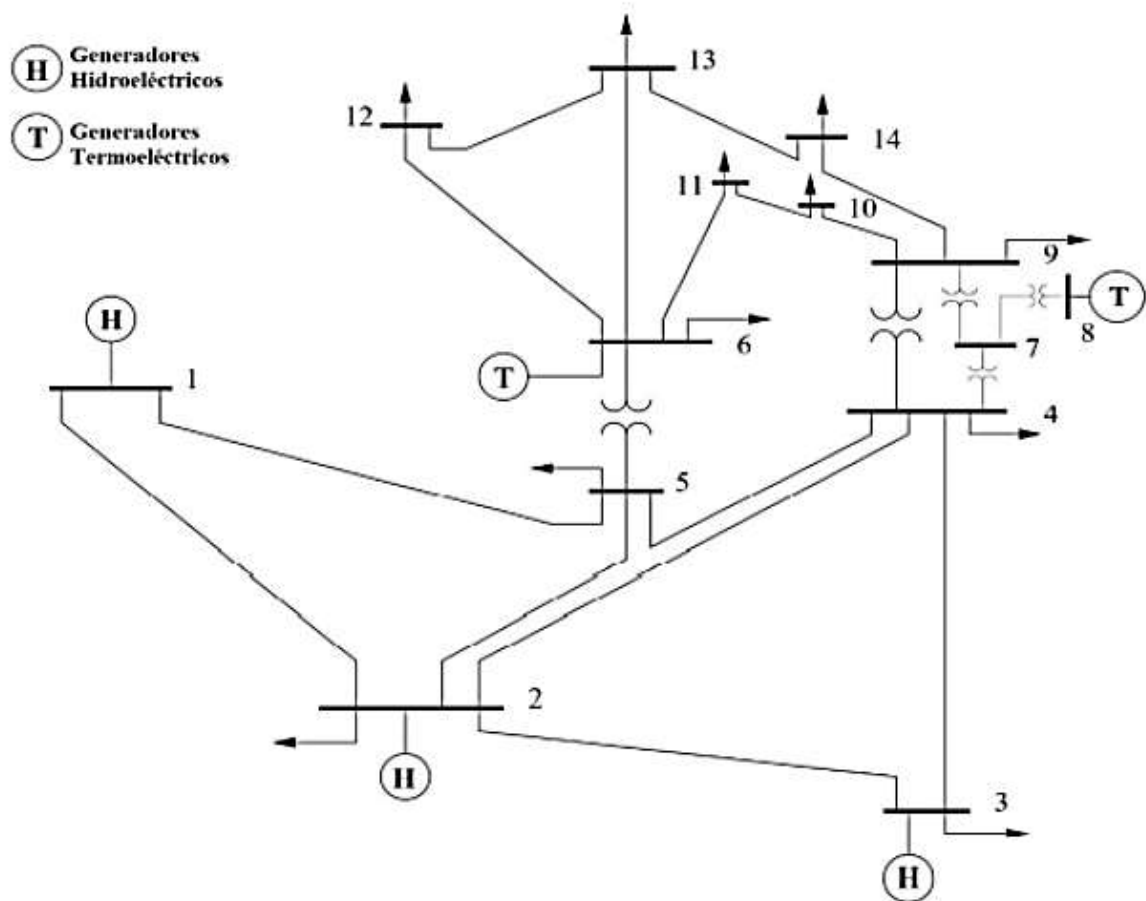 H Generadores
Hidroeléctricos
T Generadores
Termoeléctricos
13
12
14
11
10
9
T
8
H
6
7
1
T
4
5
2
H
3
H